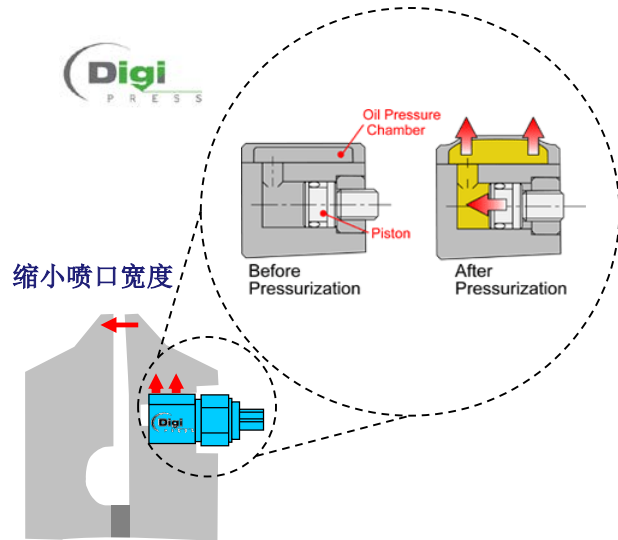 Digi
PRESS
Oil Pressure
Chamber
Piston
Before
Pressurization
After
Pressurization
缩小喷口宽度
Digi